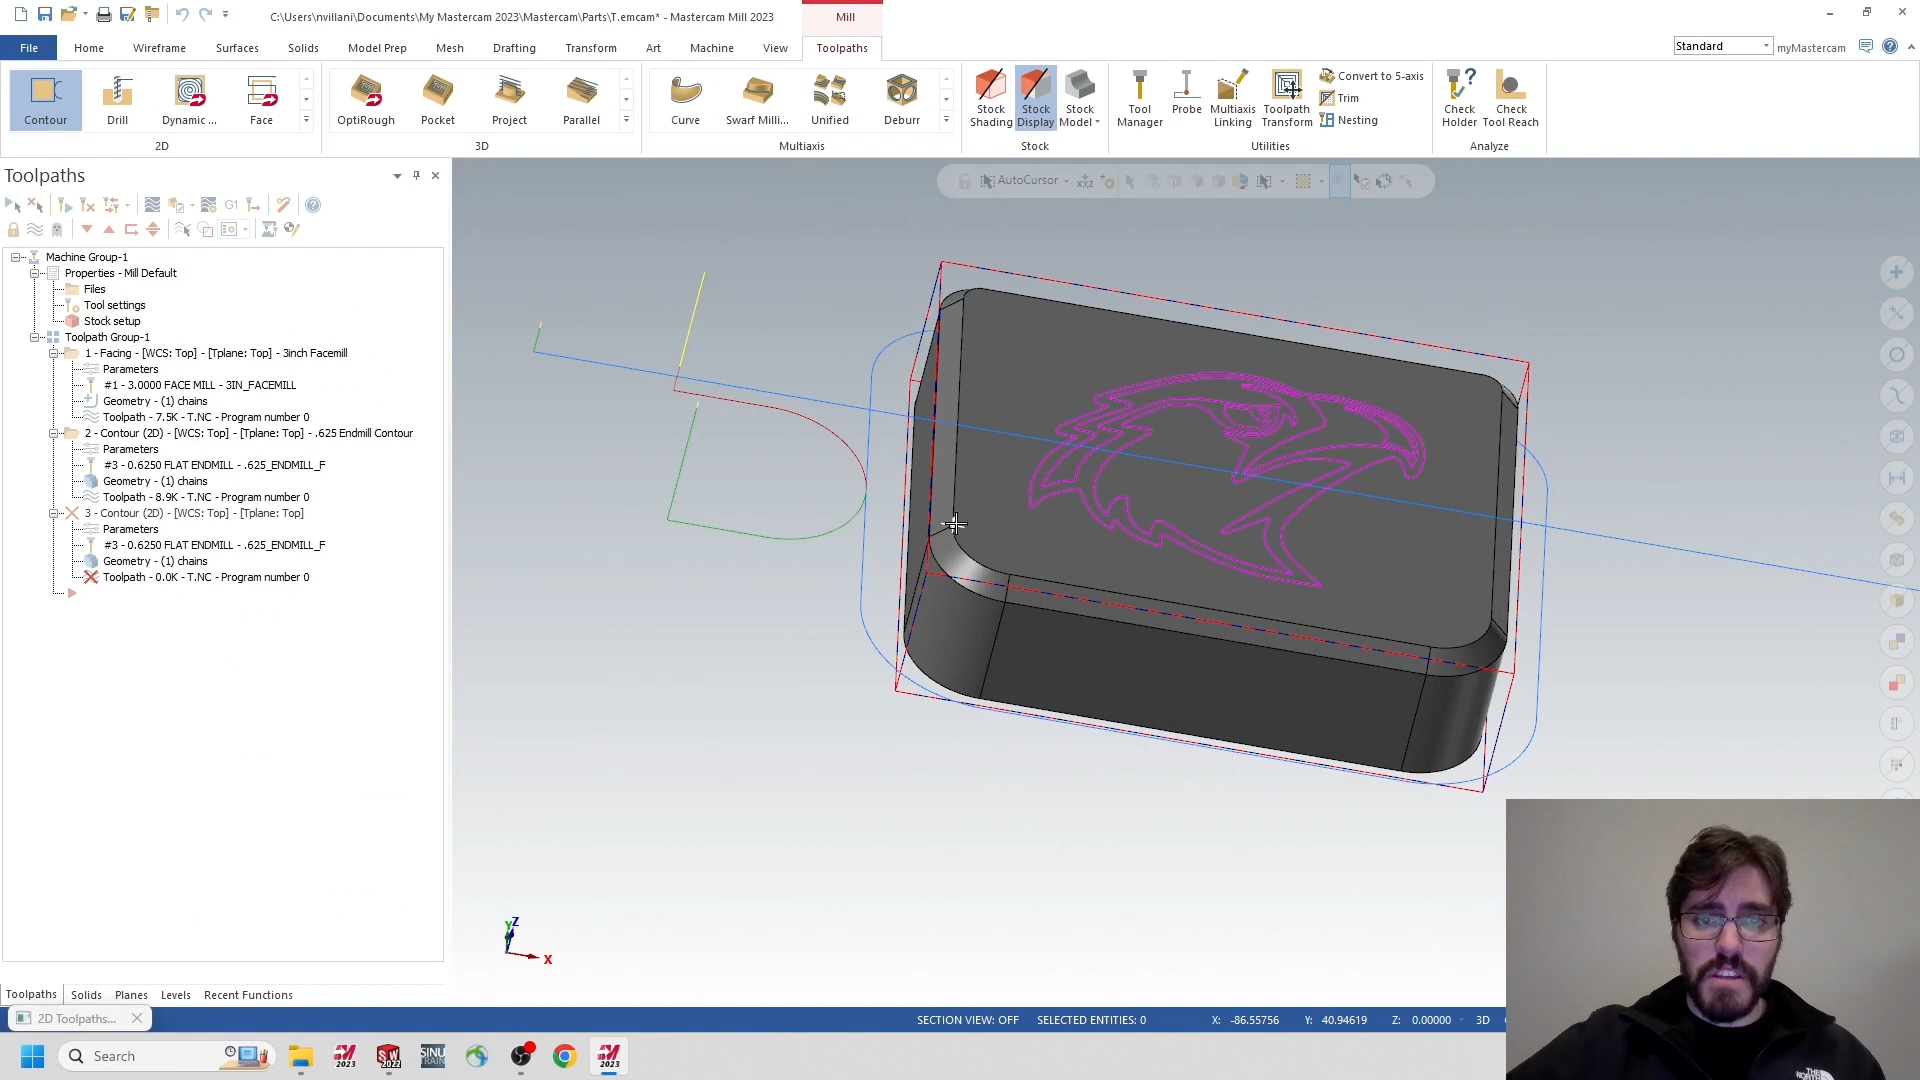 C:\Users\nvillani\Documents\My Mastercam 2023\Mastercam\Parts\T.emcam* - Mastercam Mill 2023
Mill
File Home Wireframe Surfaces Solids Model Prep Mesh Drafting Transform Art Machine View Toolpaths
Standard
myMastercam
Contour
Drill
Dynamic ...
Face
2D
OptiRough
Pocket
Project
Parallel
3D
Curve
Swarf Milli...
Unified
Deburr
Multiaxis
Stock Shading
Stock Display
Stock Model
Stock
Tool Manager
Probe
Multiaxis Linking
Toolpath Transform
Convert to 5-axis
Trim
Nesting
Utilities
Check Holder
Check Tool Reach
Analyze
Toolpaths
AutoCursor
G1
Machine Group-1
Properties - Mill Default
Files
Tool settings
Stock setup
Toolpath Group-1
1 - Facing - [WCS: Top] - [Tplane: Top] - 3inch Facemill
Parameters
#1 - 3.0000 FACE MILL - 3IN_FACEMILL
Geometry - (1) chains
Toolpath - 7.5K - T.NC - Program number 0
2 - Contour (2D) - [WCS: Top] - [Tplane: Top] - .625 Endmill Contour
Parameters
#3 - 0.6250 FLAT ENDMILL - .625_ENDMILL_F
Geometry - (1) chains
Toolpath - 8.9K - T.NC - Program number 0
3 - Contour (2D) - [WCS: Top] - [Tplane: Top]
Parameters
#3 - 0.6250 FLAT ENDMILL - .625_ENDMILL_F
Geometry - (1) chains
Toolpath - 0.0K - T.NC - Program number 0
Z
Y
X
Toolpaths Solids Planes Levels Recent Functions
2D Toolpaths...
SECTION VIEW: OFF SELECTED ENTITIES: 0 X: -86.55756 Y: 40.94619 Z: 0.00000 3D
Search
2023
SW
2022
SINU
TRAIN
2023
THE
NORTH